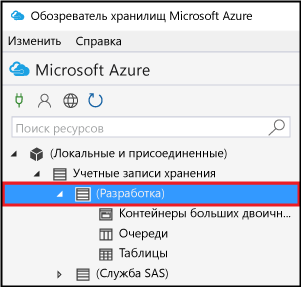 Обозреватель хранилищ Microsoft Azure
Изменить Справка
Microsoft Azure
Поиск ресурсов
(Локальные и присоединенные)
Учетные записи хранения
(Разработка)
Контейнеры больших двоичн...
Очереди
Таблицы
(Служба SAS)